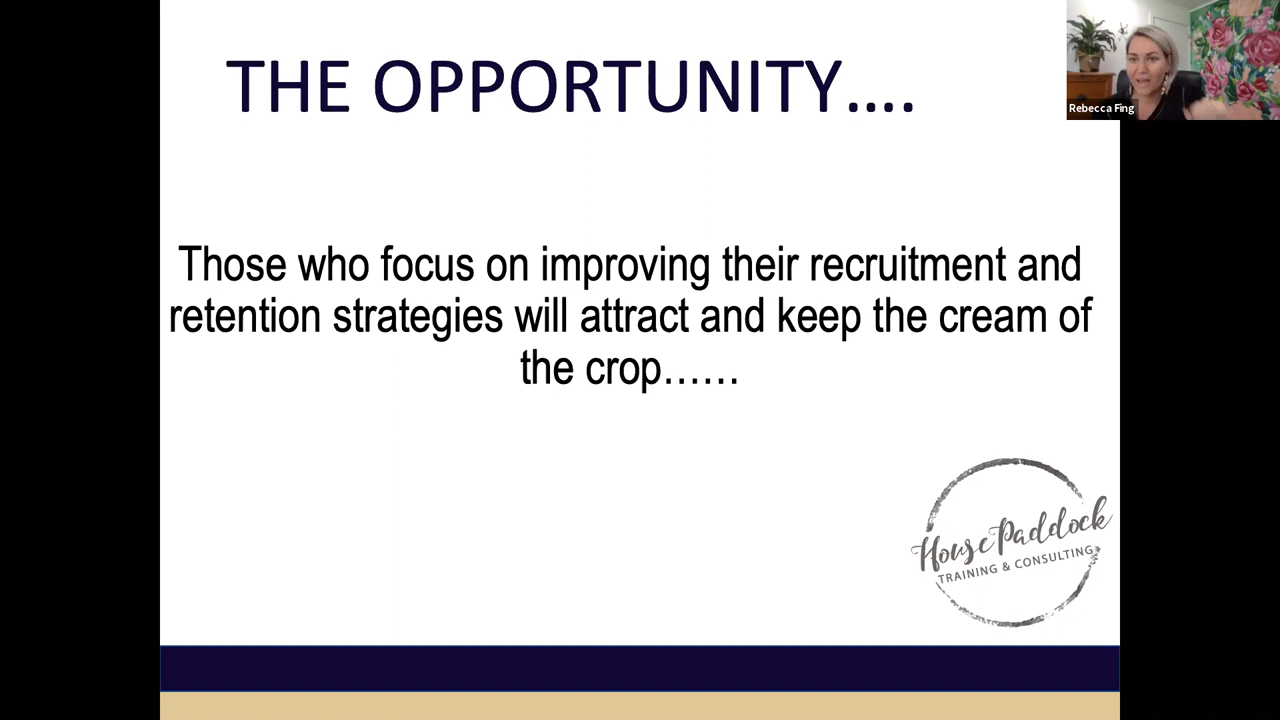 THE OPPORTUNITY....
Rebecca Fing
Those who focus on improving their recruitment and
retention strategies will attract and keep the cream of
the crop......
House Paddock
TRAINING & CONSULTING